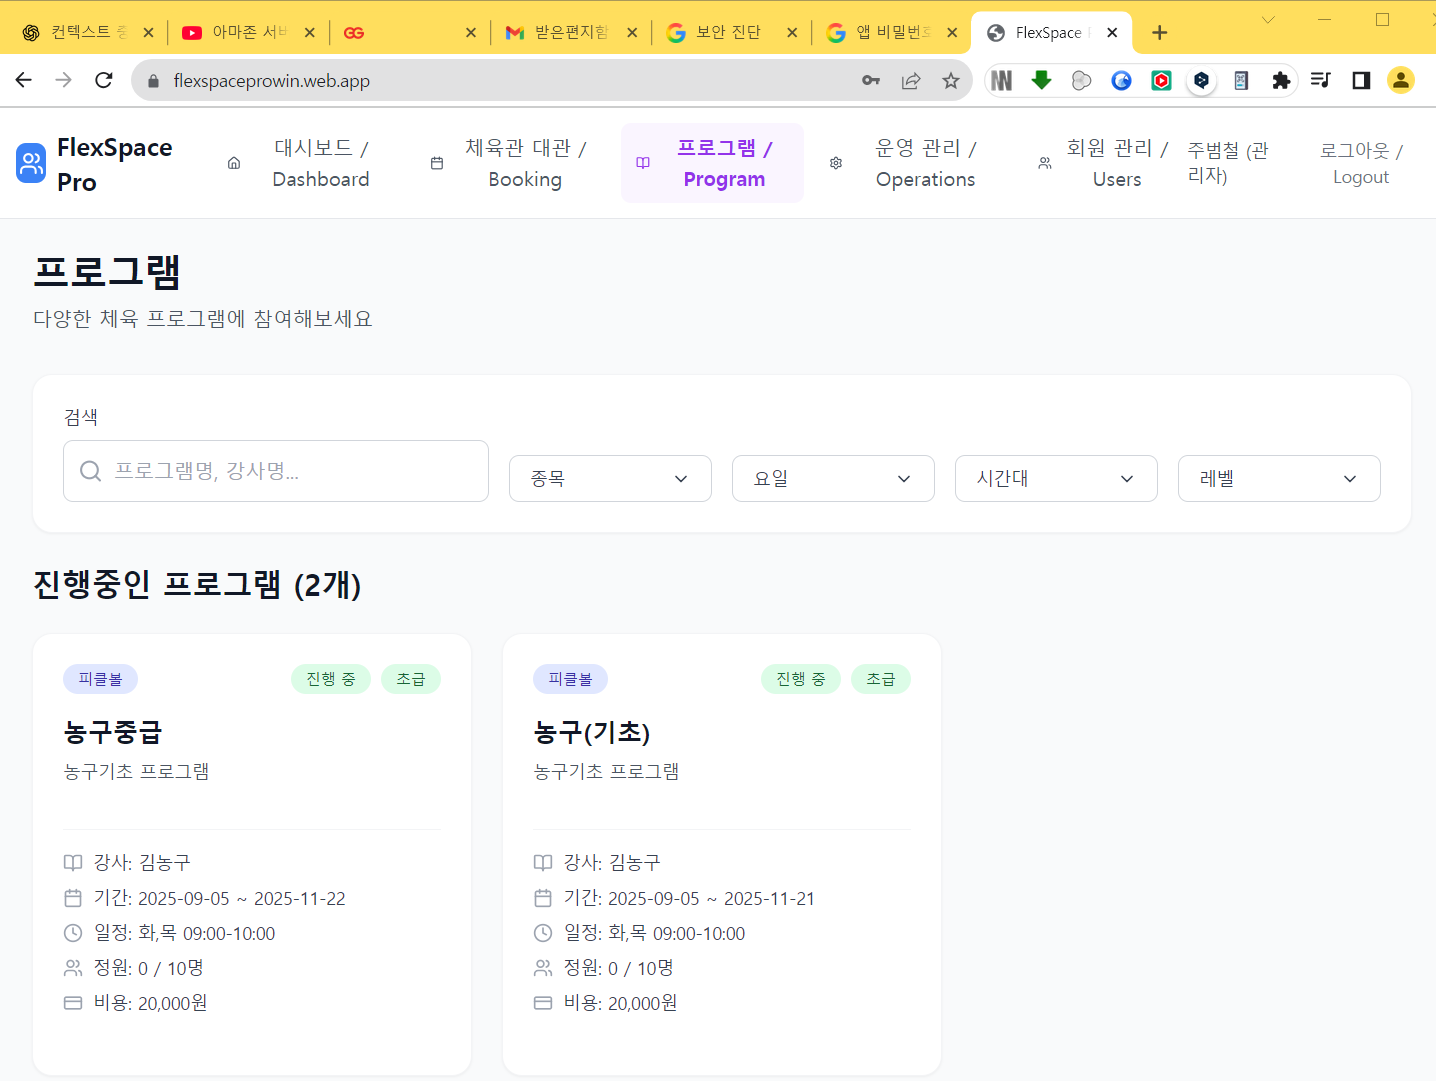 컨텍스트 중
아마존 서버
받은편지함
보안 진단
앱 비밀번호
FlexSpace
flexspaceprowin.web.app
FlexSpace
Pro
대시보드 /
Dashboard
체육관 대관 /
Booking
프로그램 /
Program
운영 관리 /
Operations
회원 관리 /
Users
주범철 (관
리자)
로그아웃 /
Logout
프로그램
다양한 체육 프로그램에 참여해보세요
검색
프로그램명, 강사명...
종목
요일
시간대
레벨
진행중인 프로그램 (2개)
피클볼
진행 중
초급
농구중급
농구기초 프로그램
강사: 김농구
기간: 2025-09-05 ~ 2025-11-22
일정: 화,목 09:00-10:00
정원: 0 / 10명
비용: 20,000원
피클볼
진행 중
초급
농구(기초)
농구기초 프로그램
강사: 김농구
기간: 2025-09-05 ~ 2025-11-21
일정: 화,목 09:00-10:00
정원: 0 / 10명
비용: 20,000원